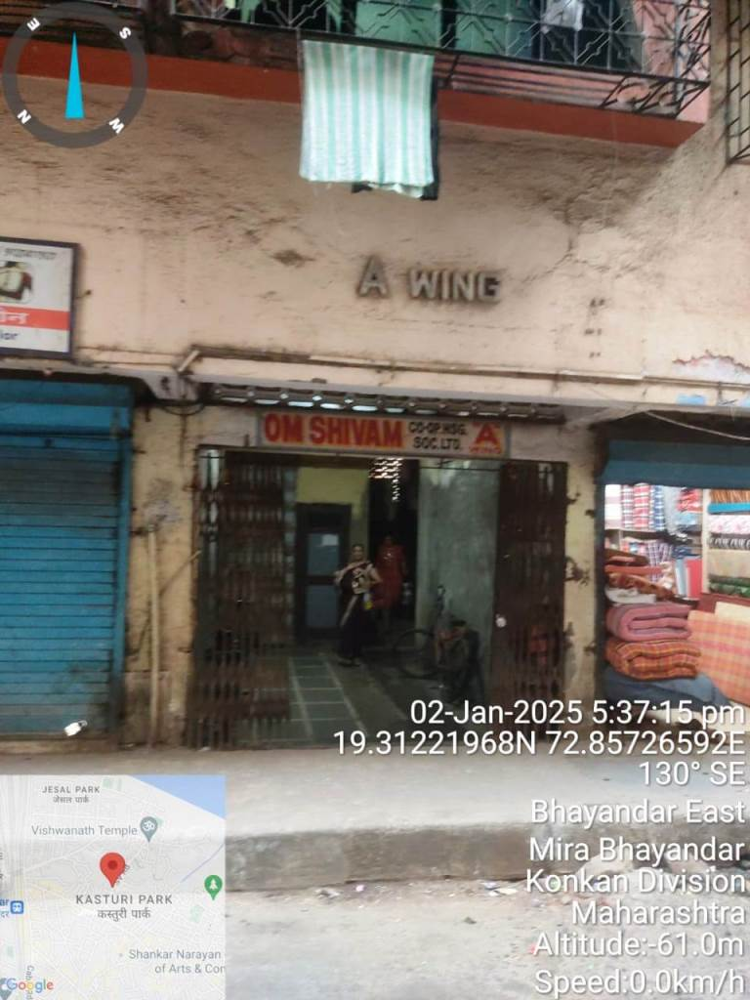 E
S
N
W
A WING
OM SHIVAM CO-OP.HSG. SOC.LTD. A WING
02-Jan-2025 5:37:15 pm
19.31221968N 72.85726592E
130° SE
Bhayandar East
Mira Bhayandar
Konkan Division
Maharashtra
Altitude:-61.0m
Speed:0.0km/h
JESAL PARK
जेसल पार्क
Vishwanath Temple
KASTURI PARK
कस्तुरी पार्क
Shankar Narayan
of Arts & Com
Google